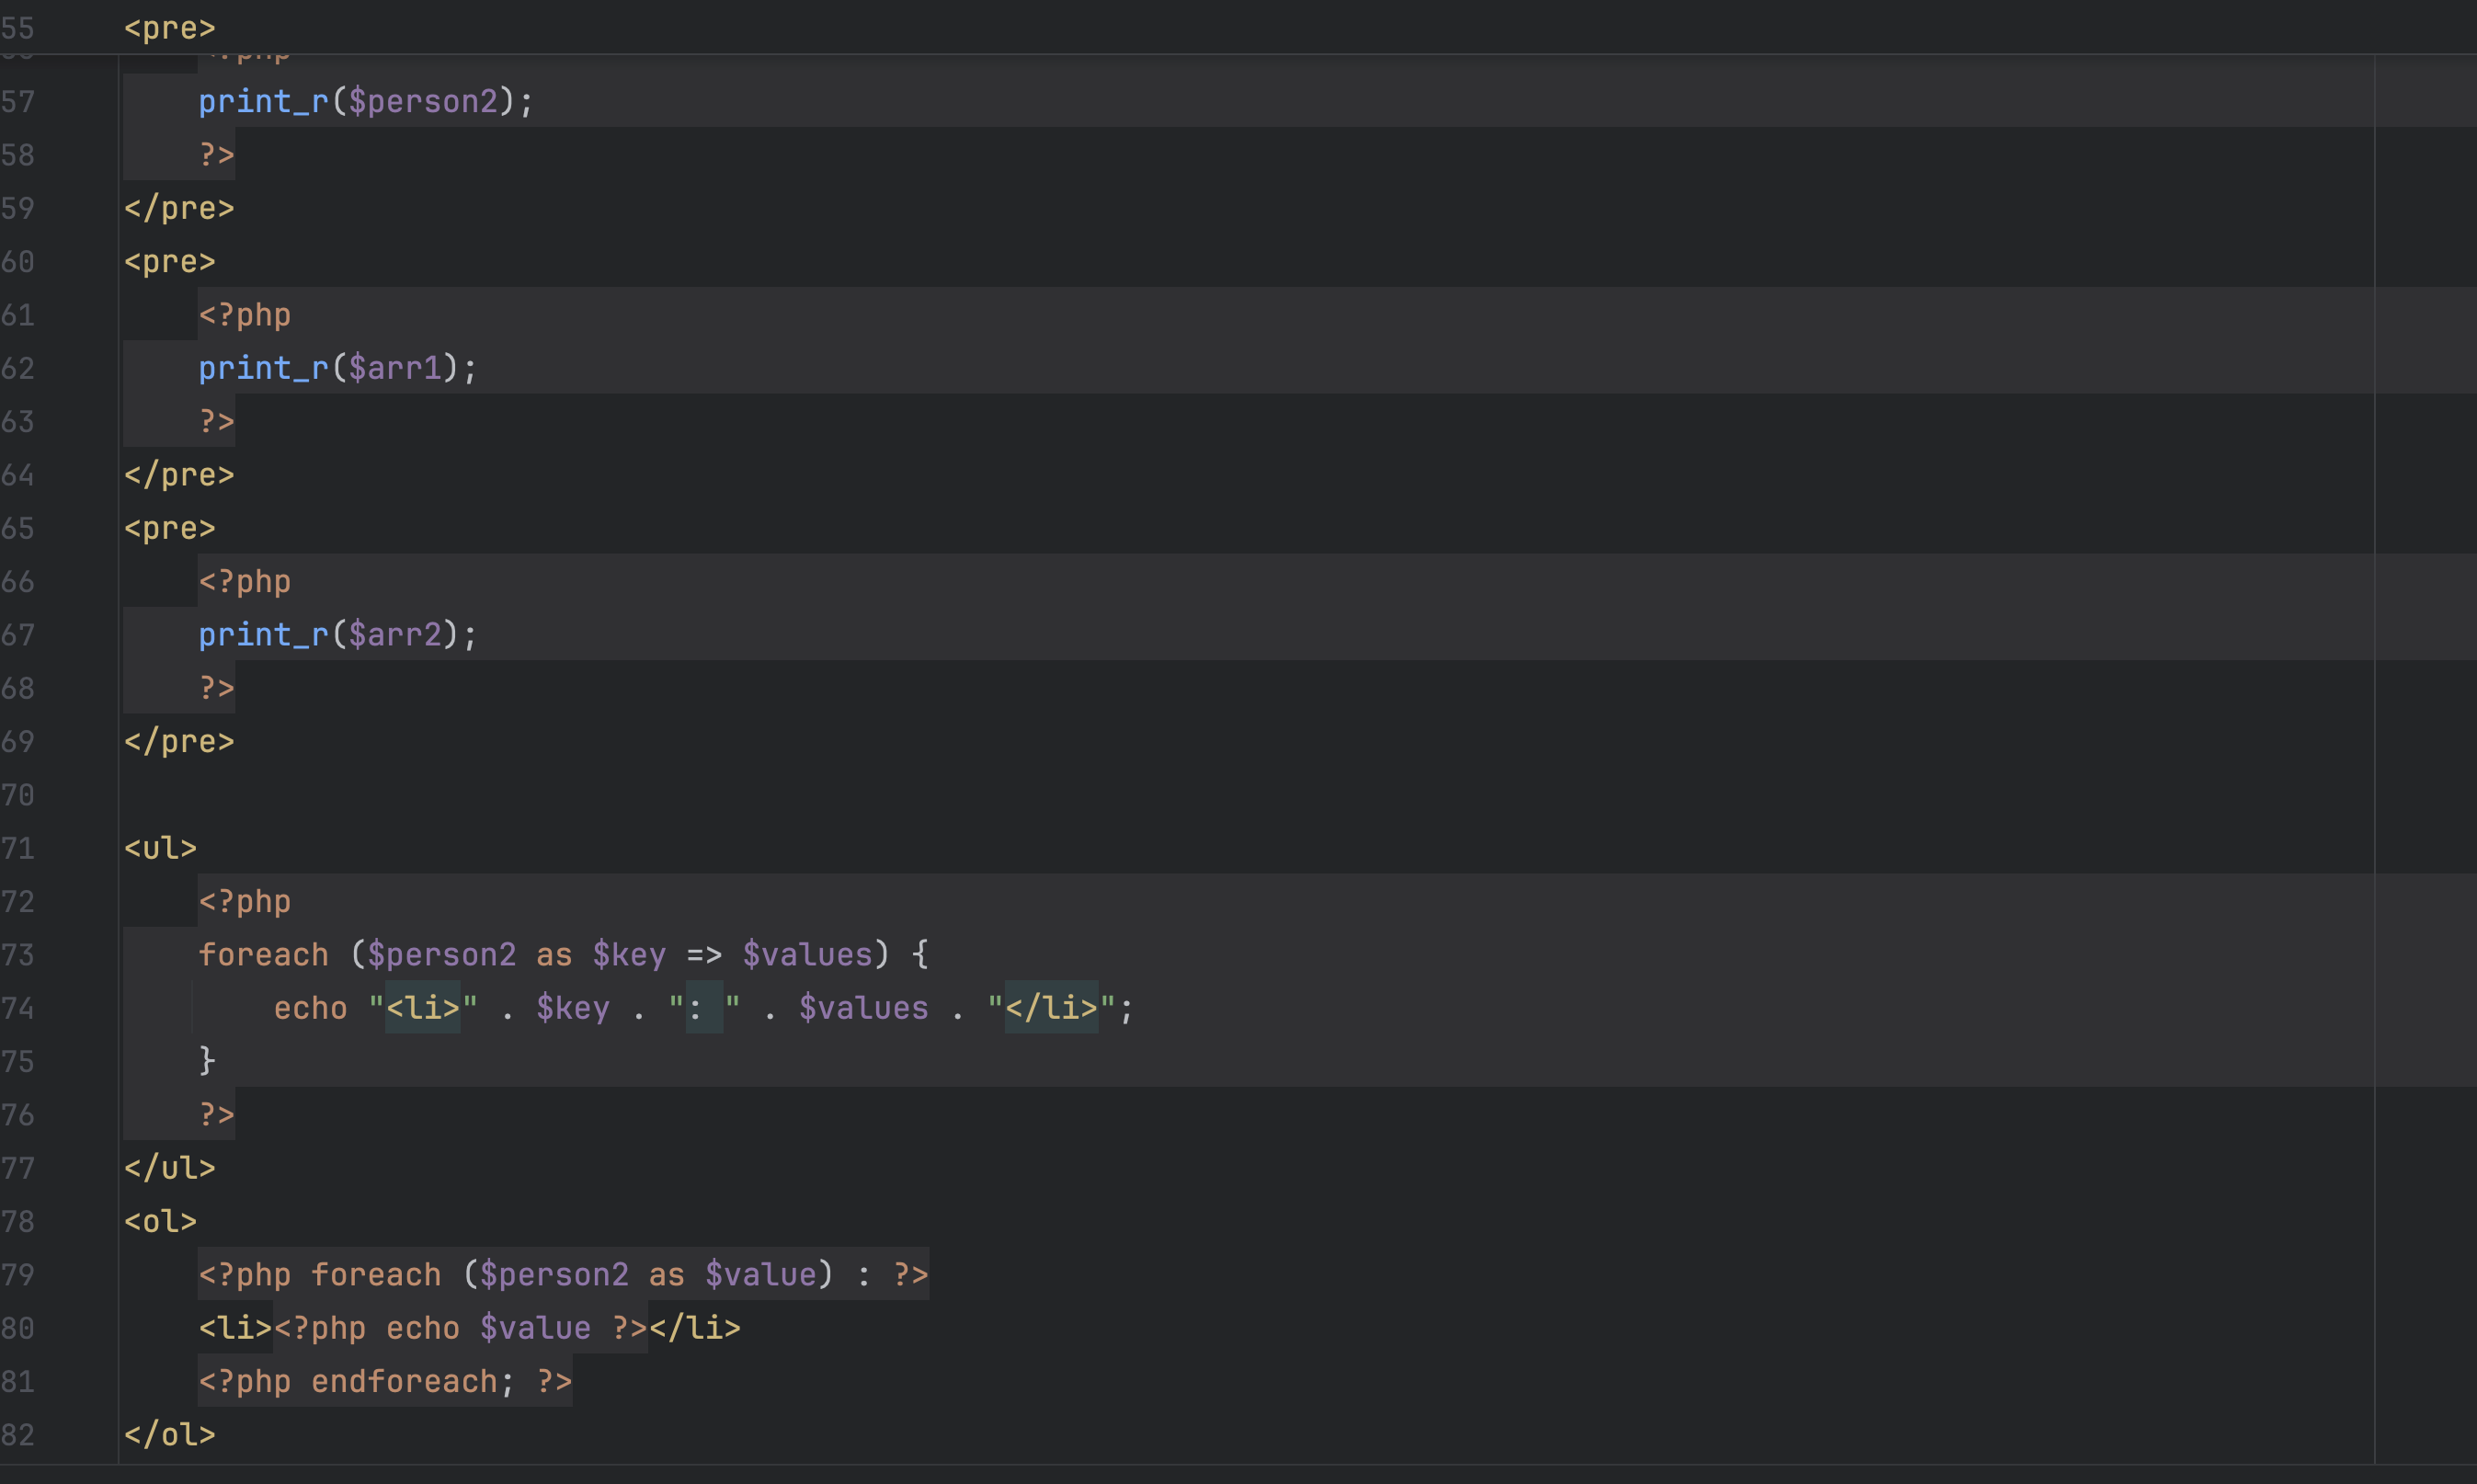 55 <pre>
<?php
57 print_r($person2);
58 ?>
59 </pre>
60 <pre>
61 <?php
62 print_r($arr1);
63 ?>
64 </pre>
65 <pre>
66 <?php
67 print_r($arr2);
68 ?>
69 </pre>
70
71 <ul>
72 <?php
73 foreach ($person2 as $key => $values) {
74 echo "<li>" . $key . ": " . $values . "</li>";
75 }
76 ?>
77 </ul>
78 <ol>
79 <?php foreach ($person2 as $value) : ?>
80 <li><?php echo $value ?></li>
81 <?php endforeach; ?>
82 </ol>